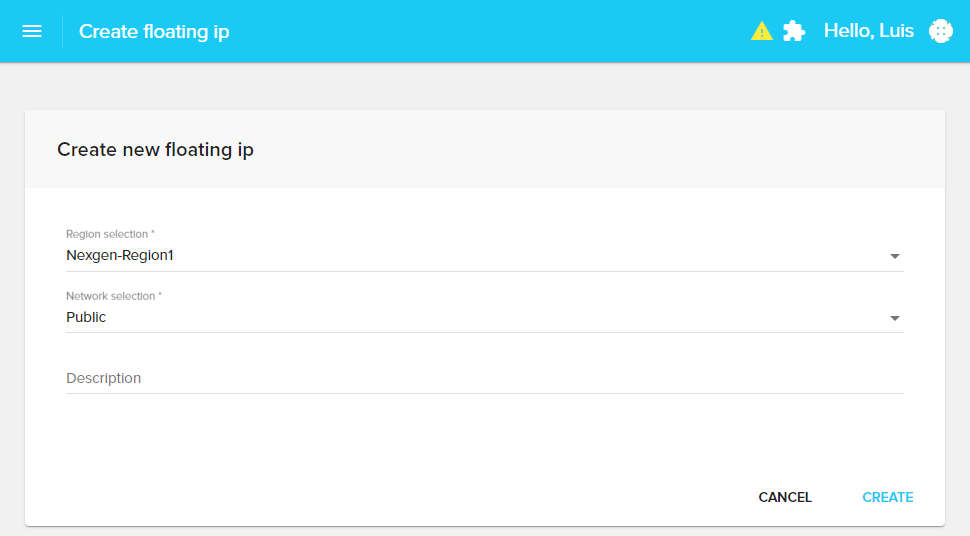 Create floating ip
Hello, Luis
Create new floating ip
Region selection *
Nexgen-Region1
Network selection *
Public
Description
CANCEL
CREATE